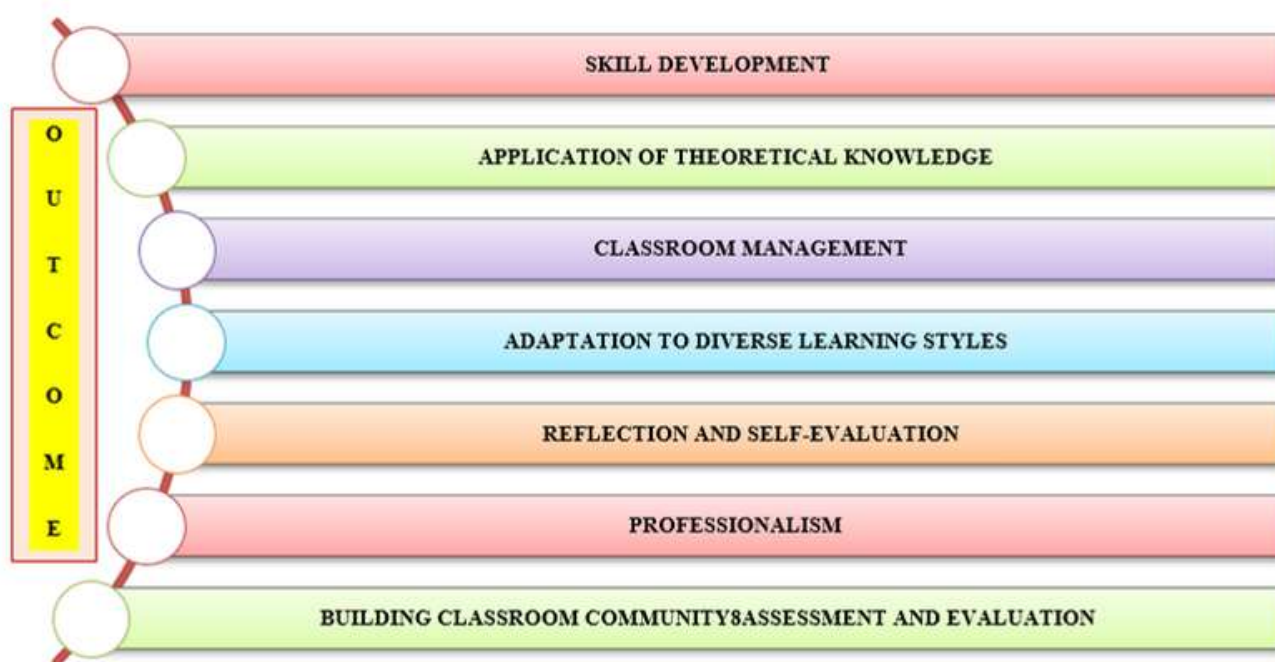 OUTCOME
SKILL DEVELOPMENT
APPLICATION OF THEORETICAL KNOWLEDGE
CLASSROOM MANAGEMENT
ADAPTATION TO DIVERSE LEARNING STYLES
REFLECTION AND SELF-EVALUATION
PROFESSIONALISM
BUILDING CLASSROOM COMMUNITY8ASSESSMENT AND EVALUATION